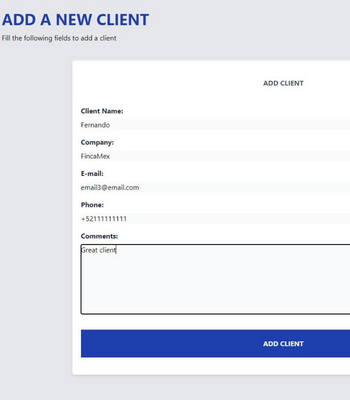 ADD A NEW CLIENT
Fill the following fields to add a client
ADD CLIENT
Client Name:
Fernando
Company:
FincaMex
E-mail:
email3@email.com
Phone:
+52111111111
Comments:
Great client
ADD CLIENT